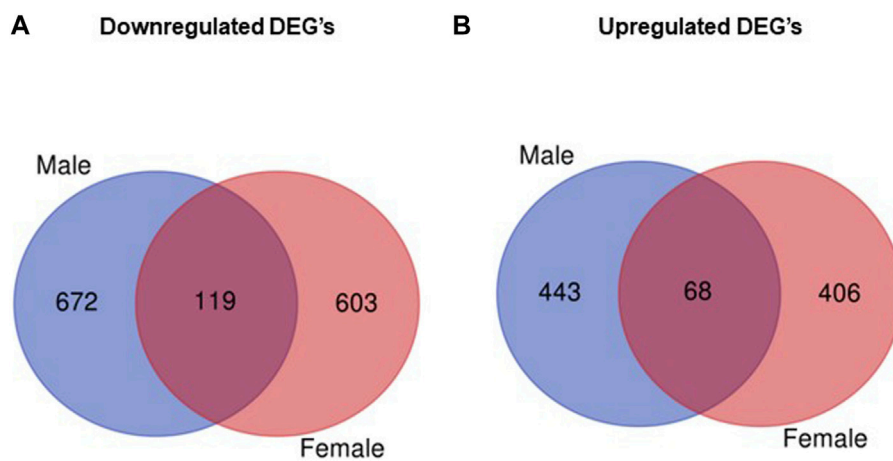 A Downregulated DEG's
Male
672 119 603
Female
B Upregulated DEG's
Male
443 68 406
Female